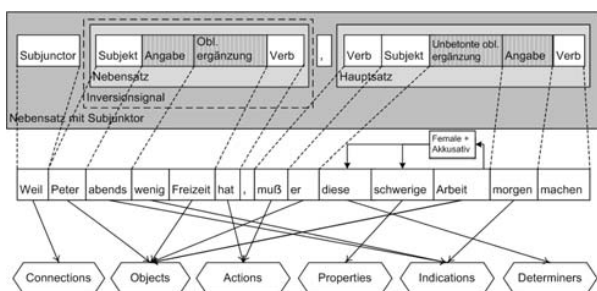 Subjunctor
Subjekt Angabe Obl. ergänzung Verb
Nebensatz
Inversionsignal
,
Verb Subjekt Unbetonte obl. ergänzung Angabe Verb
Hauptsatz
Nebensatz mit Subjunktor
Female + Akkusativ
Weil Peter abends wenig Freizeit hat , muß er diese schwerige Arbeit morgen machen
Connections Objects Actions Properties Indications Determiners